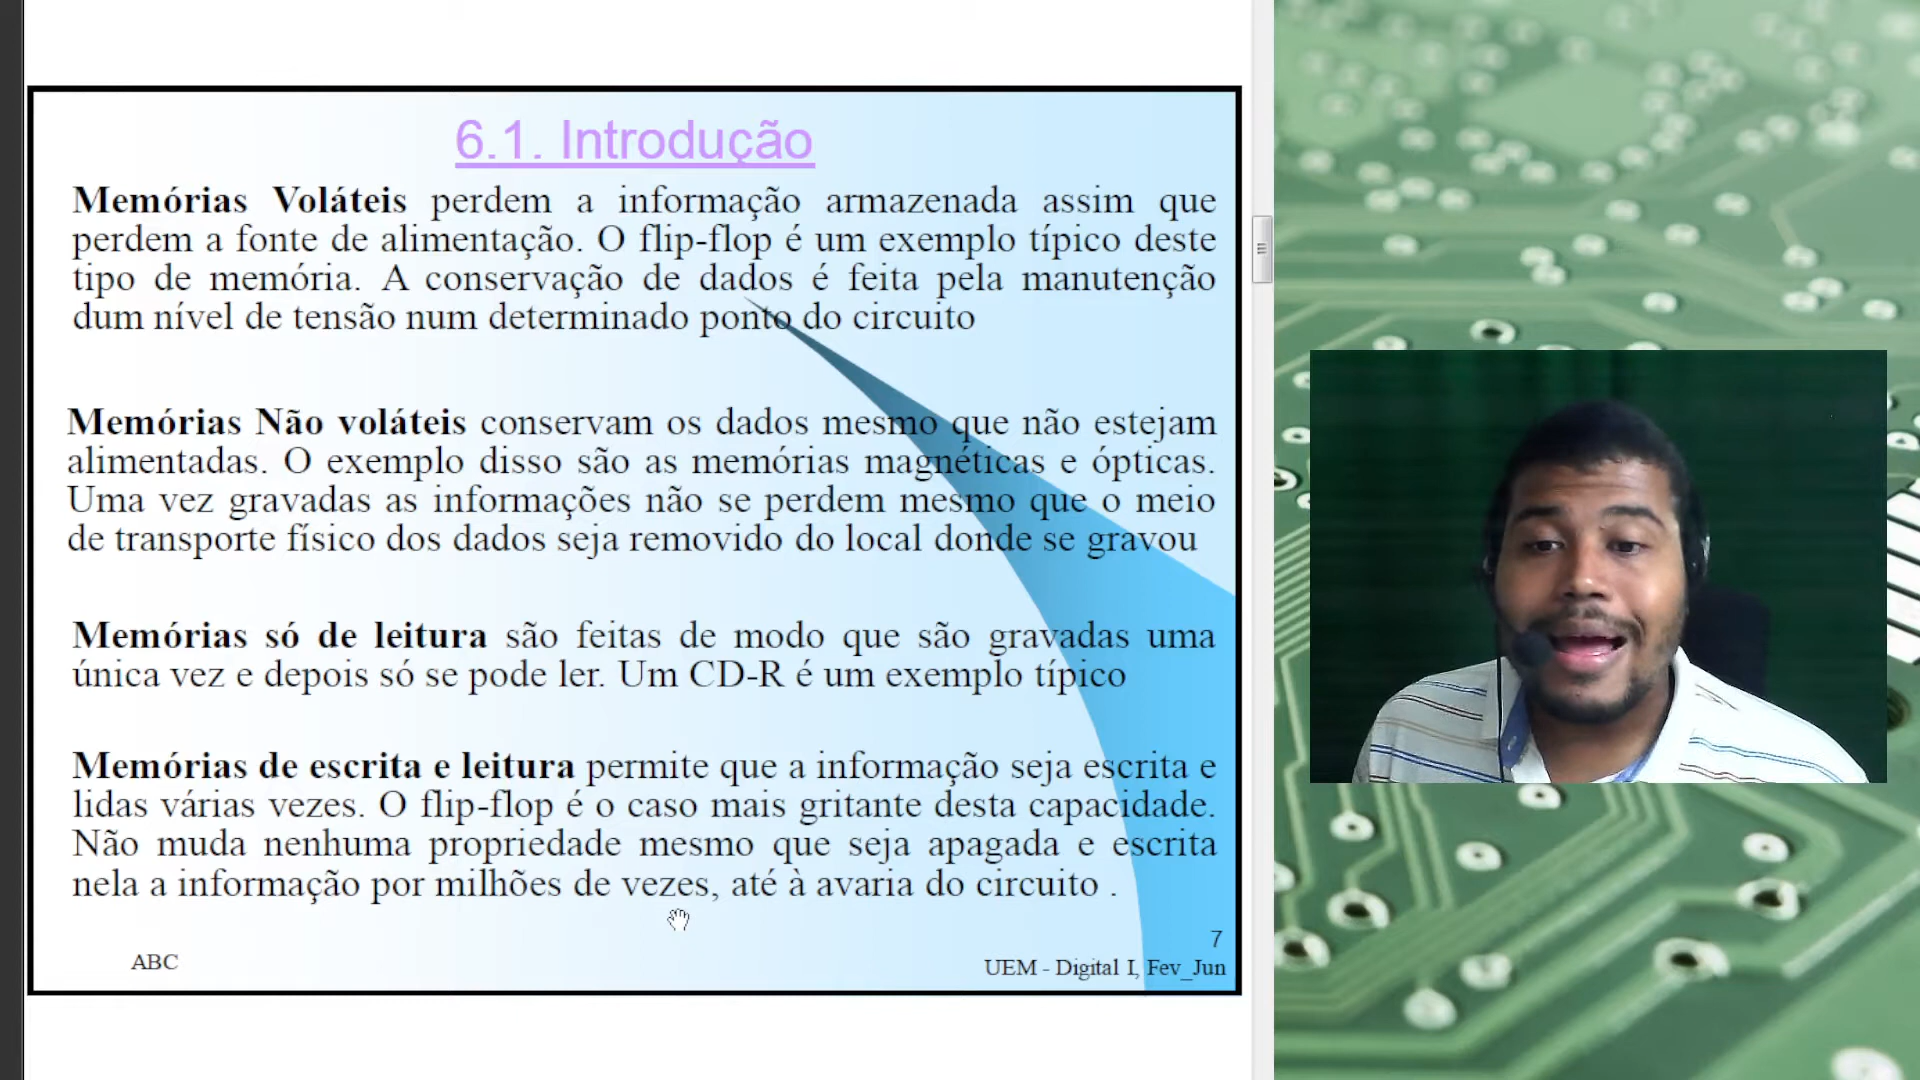 6.1. Introdução
Memórias Voláteis perdem a informação armazenada assim que
perdem a fonte de alimentação. O flip-flop é um exemplo típico deste
tipo de memória. A conservação de dados é feita pela manutenção
dum nível de tensão num determinado ponto do circuito
Memórias Não voláteis conservam os dados mesmo que não estejam
alimentadas. O exemplo disso são as memórias magnéticas e ópticas.
Uma vez gravadas as informações não se perdem mesmo que o meio
de transporte físico dos dados seja removido do local donde se gravou
Memórias só de leitura são feitas de modo que são gravadas uma
única vez e depois só se pode ler. Um CD-R é um exemplo típico
Memórias de escrita e leitura permite que a informação seja escrita e
lidas várias vezes. O flip-flop é o caso mais gritante desta capacidade.
Não muda nenhuma propriedade mesmo que seja apagada e escrita
nela a informação por milhões de vezes, até à avaria do circuito .
7
ABC
UEM - Digital I, Fev_Jun